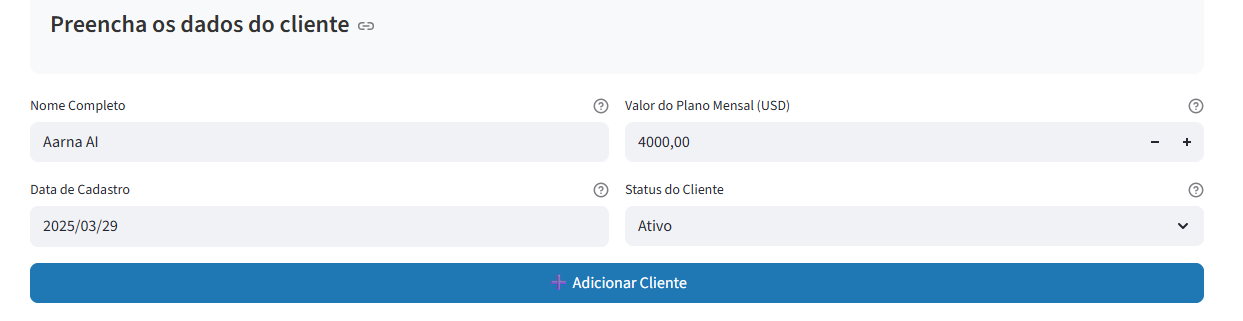 Preencha os dados do cliente
Nome Completo
Valor do Plano Mensal (USD)
Aarna AI
4000,00
Data de Cadastro
Status do Cliente
2025/03/29
Ativo
Adicionar Cliente